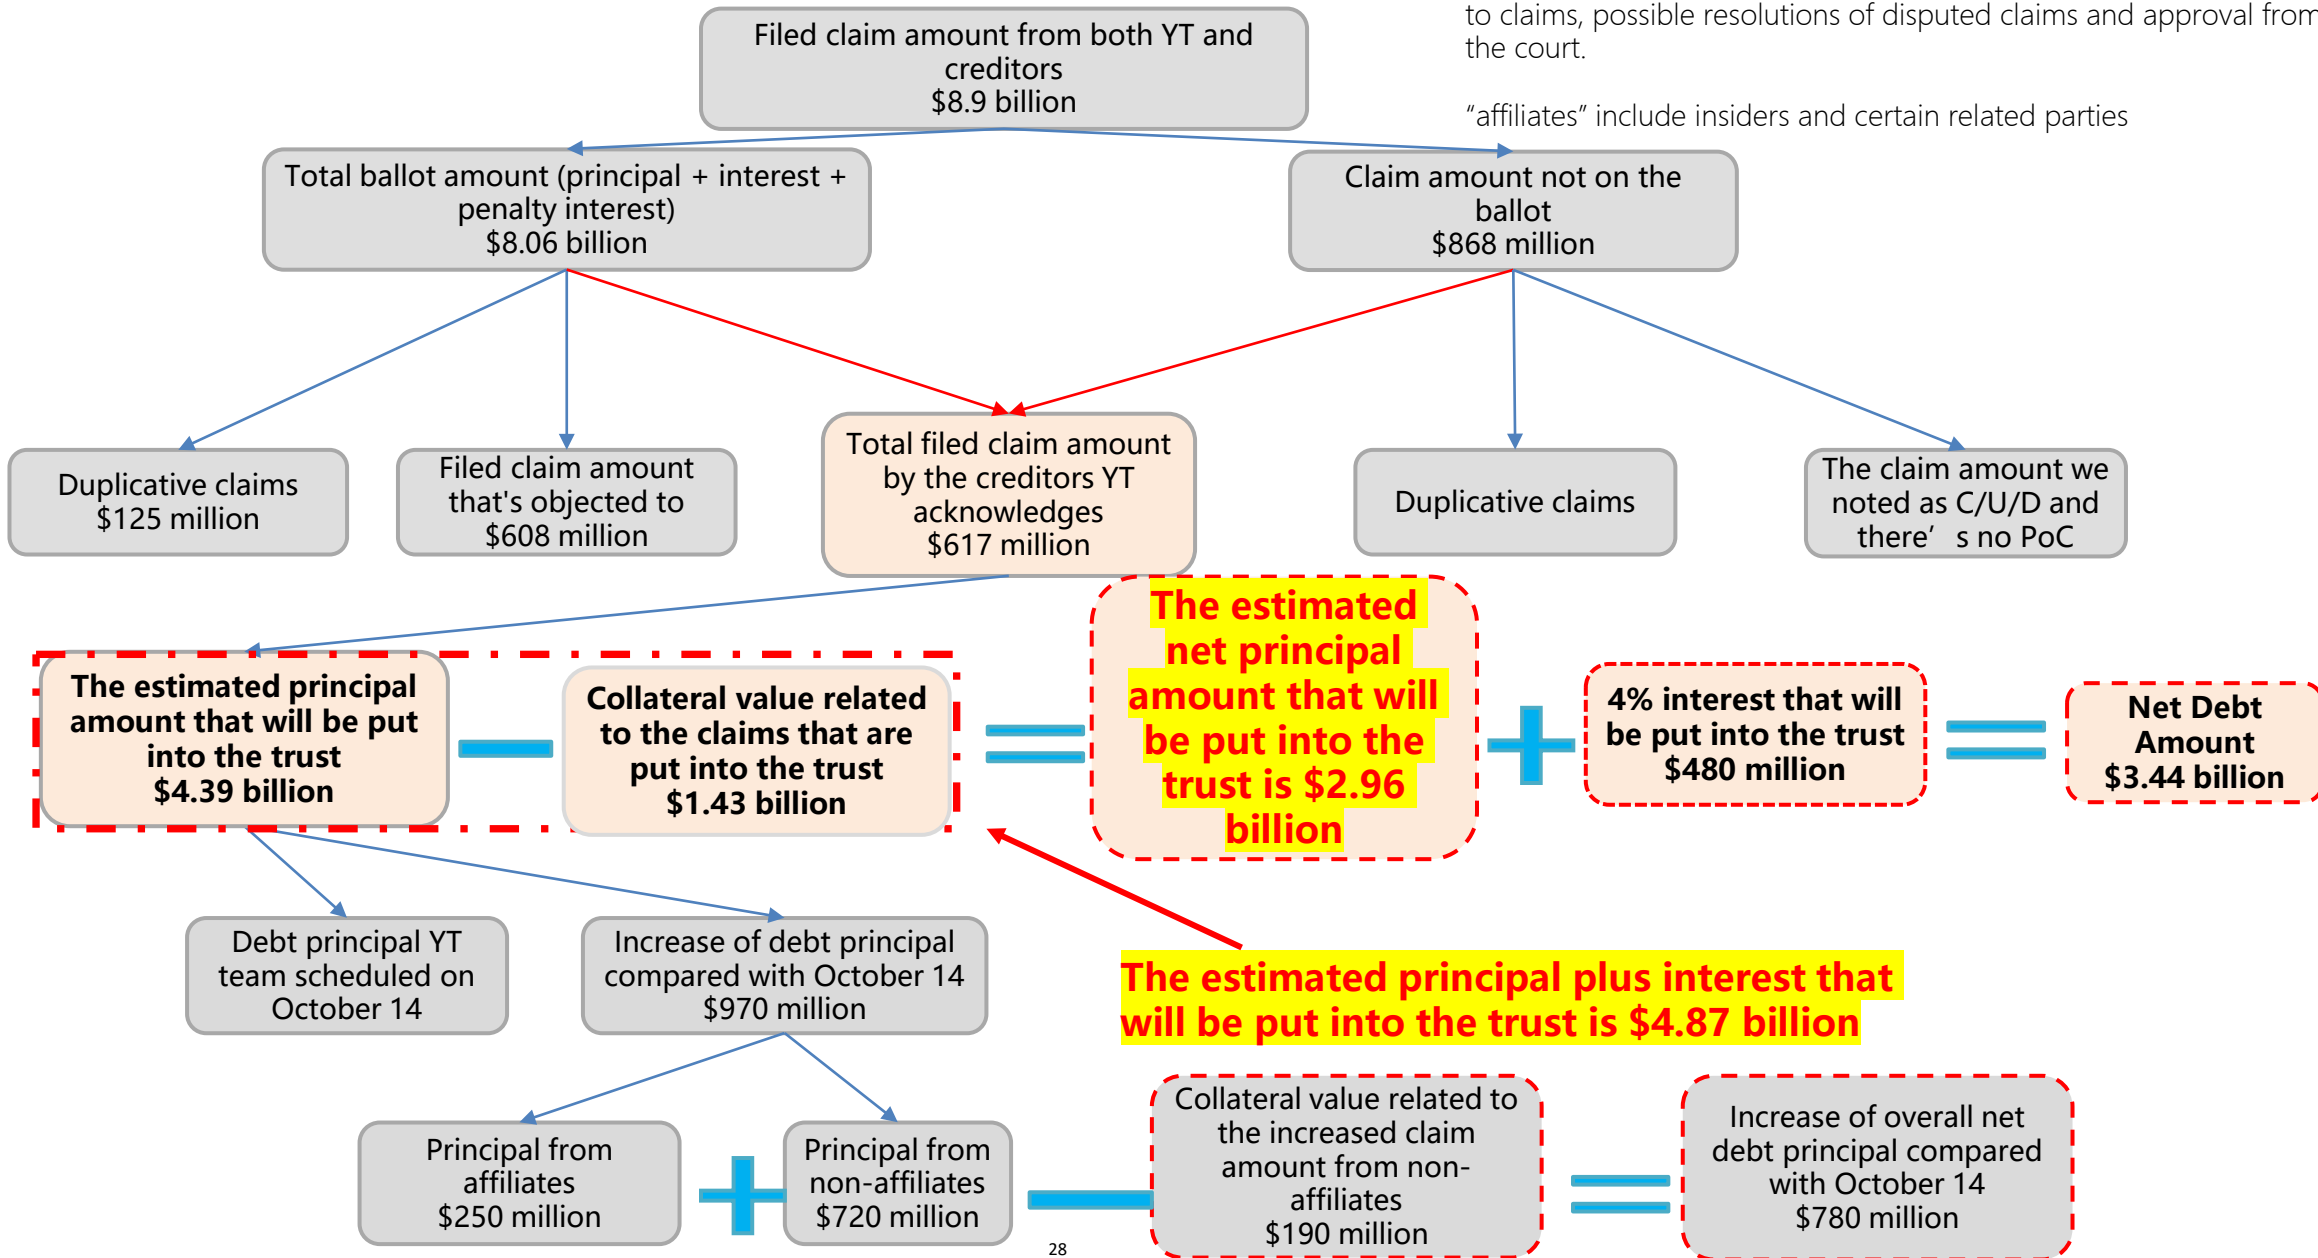 to claims, possible resolutions of disputed claims and approval from
the court.
“affiliates” include insiders and certain related parties
Filed claim amount from both YT and
creditors
$8.9 billion
Total ballot amount (principal + interest +
penalty interest)
$8.06 billion
Claim amount not on the
ballot
$868 million
Duplicative claims
$125 million
Filed claim amount
that's objected to
$608 million
Total filed claim amount
by the creditors YT
acknowledges
$617 million
Duplicative claims
The claim amount we
noted as C/U/D and
there’ s no PoC
The estimated principal
amount that will be put
into the trust
$4.39 billion
Collateral value related
to the claims that are
put into the trust
$1.43 billion
The estimated
net principal
amount that will
be put into the
trust is $2.96
billion
4% interest that will
be put into the trust
$480 million
Net Debt
Amount
$3.44 billion
Debt principal YT
team scheduled on
October 14
Increase of debt principal
compared with October 14
$970 million
The estimated principal plus interest that
will be put into the trust is $4.87 billion
Principal from
affiliates
$250 million
Principal from
non-affiliates
$720 million
Collateral value related to
the increased claim
amount from non-
affiliates
$190 million
Increase of overall net
debt principal compared
with October 14
$780 million
28